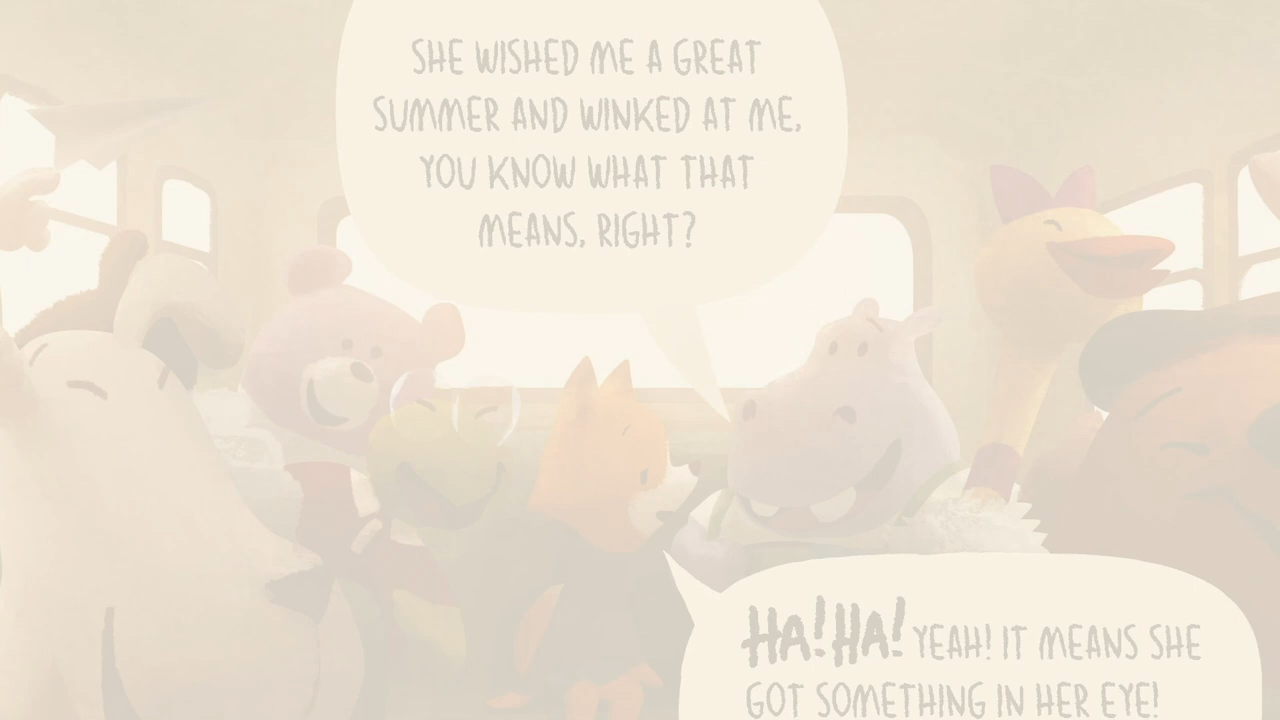 SHE WISHED ME A GREAT
SUMMER AND WINKED AT ME,
YOU KNOW WHAT THAT
MEANS, RIGHT?
HA! HA! YEAH! IT MEANS SHE
GOT SOMETHING IN HER EYE!